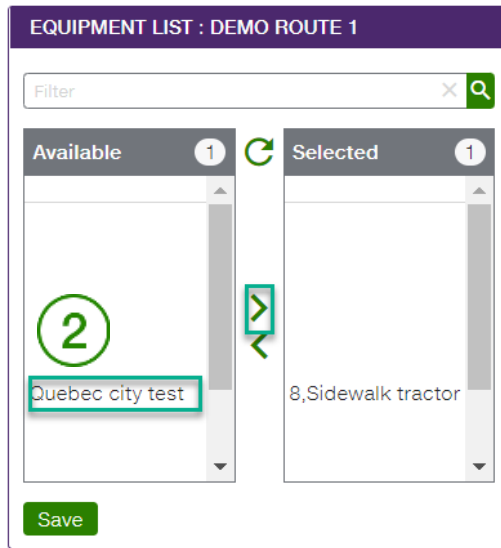 EQUIPMENT LIST : DEMO ROUTE 1
Filter
Available 1
Selected 1
2
Quebec city test
8,Sidewalk tractor
Save